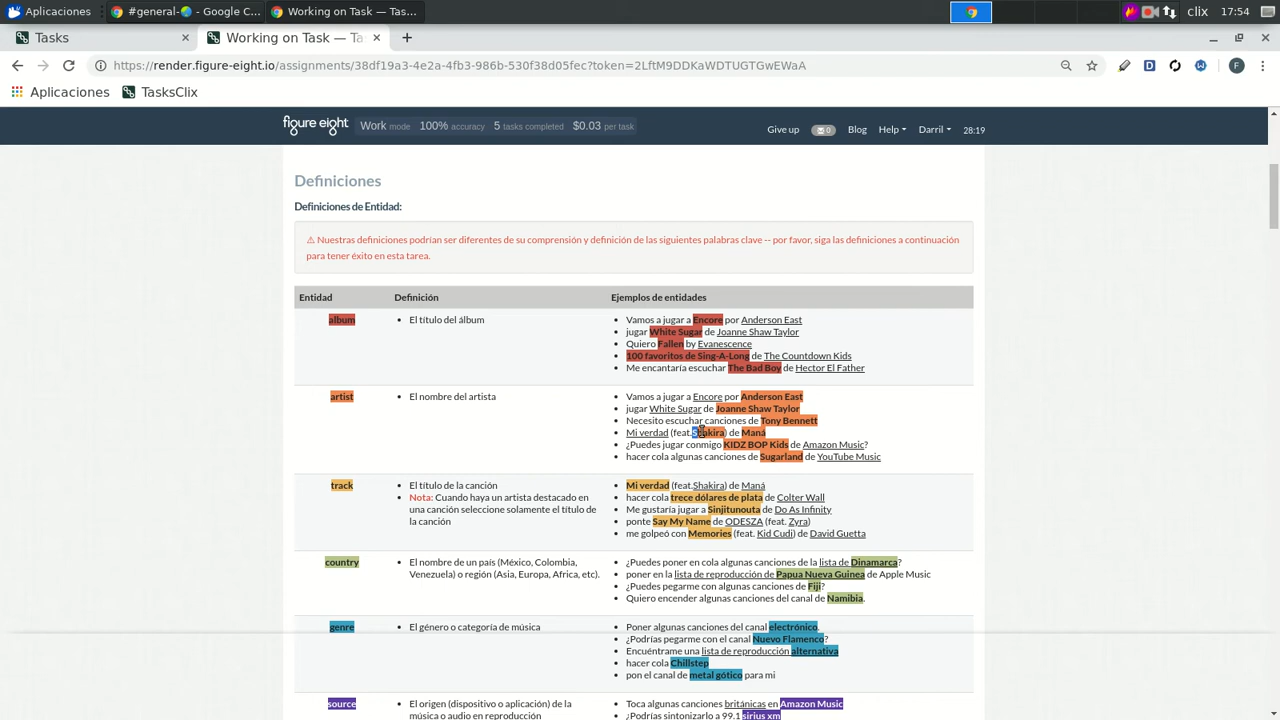 Aplicaciones
#general- - Google C…
Working on Task — Tas…
clix 17:54
Tasks
Working on Task — Ta
https://render.figure-eight.io/assignments/38df19a3-4e2a-4fb3-986b-530f38d05fec?token=2LftM9DDKaWDTUGTGwEWaA
Aplicaciones
TasksClix
figure eight
Work mode 100% accuracy 5 tasks completed $0.03 per task
Give up 0 Blog Help Darril 28:19
Definiciones
Definiciones de Entidad:
⚠ Nuestras definiciones podrían ser diferentes de su comprensión y definición de las siguientes palabras clave -- por favor, siga las definiciones a continuación
para tener éxito en esta tarea.
Entidad Definición Ejemplos de entidades
album
El título del álbum
Vamos a jugar a Encore por Anderson East
jugar White Sugar de Joanne Shaw Taylor
Quiero Fallen by Evanescence
100 favoritos de Sing-A-Long de The Countdown Kids
Me encantaría escuchar The Bad Boy de Hector El Father
artist
El nombre del artista
Vamos a jugar a Encore por Anderson East
jugar White Sugar de Joanne Shaw Taylor
Necesito escuchar canciones de Tony Bennett
Mi verdad (feat.Shakira) de Maná
¿Puedes jugar conmigo KIDZ BOP Kids de Amazon Music?
hacer cola algunas canciones de Sugarland de YouTube Music
track
El título de la canción
Nota: Cuando haya un artista destacado en
una canción seleccione solamente el título de
la canción
Mi verdad (feat.Shakira) de Maná
hacer cola trece dólares de plata de Colter Wall
Me gustaría jugar a Sinjitunouta de Do As Infinity
ponte Say My Name de ODESZA (feat. Zyra)
me golpeó con Memories (feat. Kid Cudi) de David Guetta
country
El nombre de un país (México, Colombia,
Venezuela) o región (Asia, Europa, Africa, etc).
¿Puedes poner en cola algunas canciones de la lista de Dinamarca?
poner en la lista de reproducción de Papua Nueva Guinea de Apple Music
¿Puedes pegarme con algunas canciones de Fiji?
Quiero encender algunas canciones del canal de Namibia.
genre
El género o categoría de música
Poner algunas canciones del canal electrónico.
¿Podrías pegarme con el canal Nuevo Flamenco?
Encuéntrame una lista de reproducción alternativa
hacer cola Chillstep
pon el canal de metal gótico para mi
source
El origen (dispositivo o aplicación) de la
música o audio en reproducción
Toca algunas canciones británicas en Amazon Music
¿Podrías sintonizarlo a 99.1 sirius xm